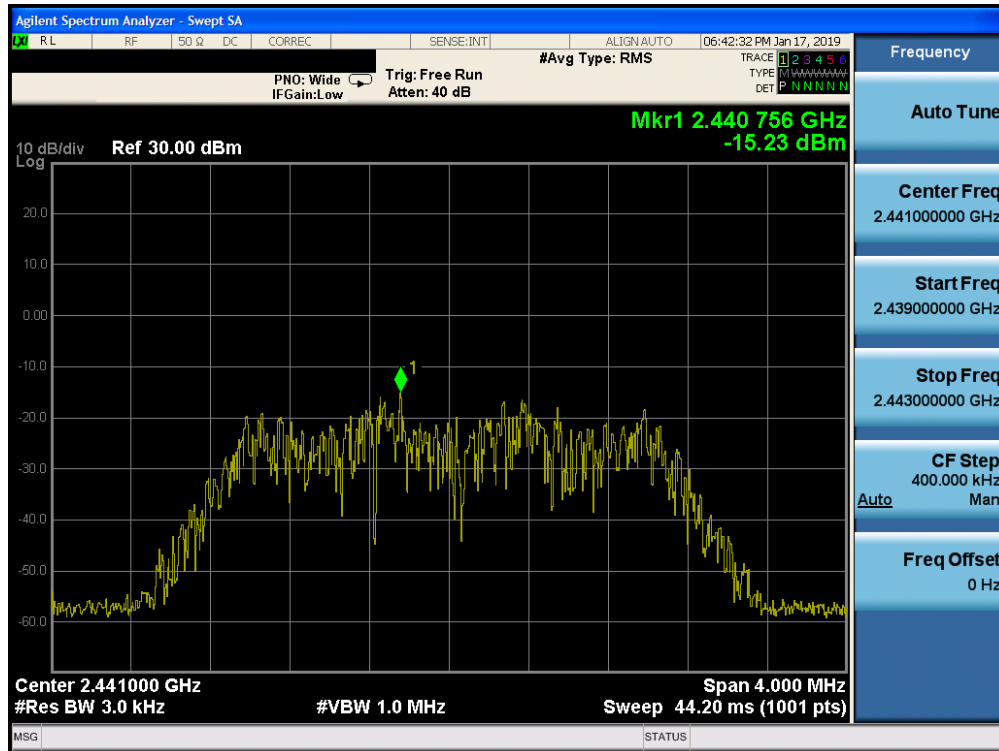 Agilent Spectrum Analyzer - Swept SA
LXI RL RF 50 Ω DC CORREC SENSE:INT ALIGN AUTO 06:42:32 PM Jan 17, 2019
#Avg Type: RMS
TRACE 1 2 3 4 5 6
PNO: Wide Trig: Free Run
TYPE M WWWWW
IFGain:Low Atten: 40 dB
DET P N N N N N
Mkr1 2.440 756 GHz
-15.23 dBm
10 dB/div Ref 30.00 dBm
Log
20.0
10.0
0.00
-10.0
1
-20.0
-30.0
-40.0
-50.0
-60.0
Center 2.441000 GHz
Span 4.000 MHz
#Res BW 3.0 kHz
#VBW 1.0 MHz
Sweep 44.20 ms (1001 pts)
MSG
STATUS
Frequency
Auto Tune
Center Freq
2.441000000 GHz
Start Freq
2.439000000 GHz
Stop Freq
2.443000000 GHz
CF Step
400.000 kHz
Auto Man
Freq Offset
0 Hz